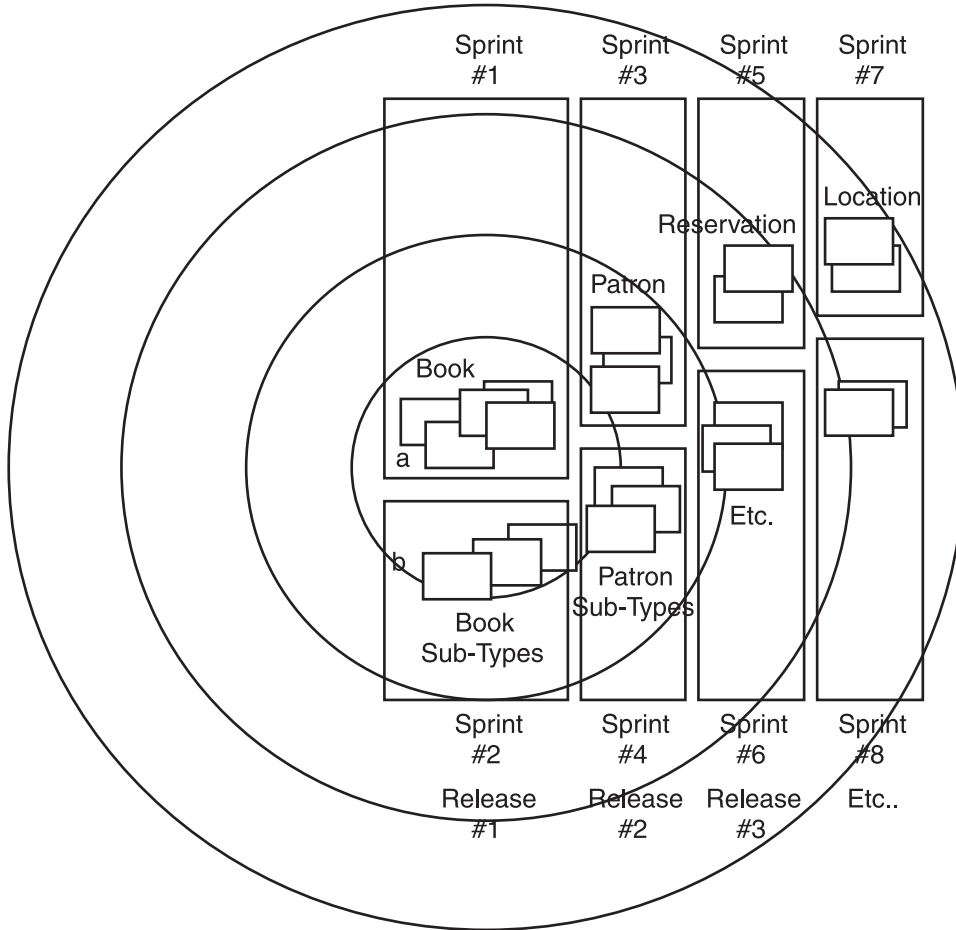 Sprint
#1
Sprint
#3
Sprint
#5
Sprint
#7
Location
Reservation
Patron
Book
a
Etc.
b
Patron
Sub-Types
Book
Sub-Types
Sprint
#2
Sprint
#4
Sprint
#6
Sprint
#8
Release
#1
Release
#2
Release
#3
Etc..